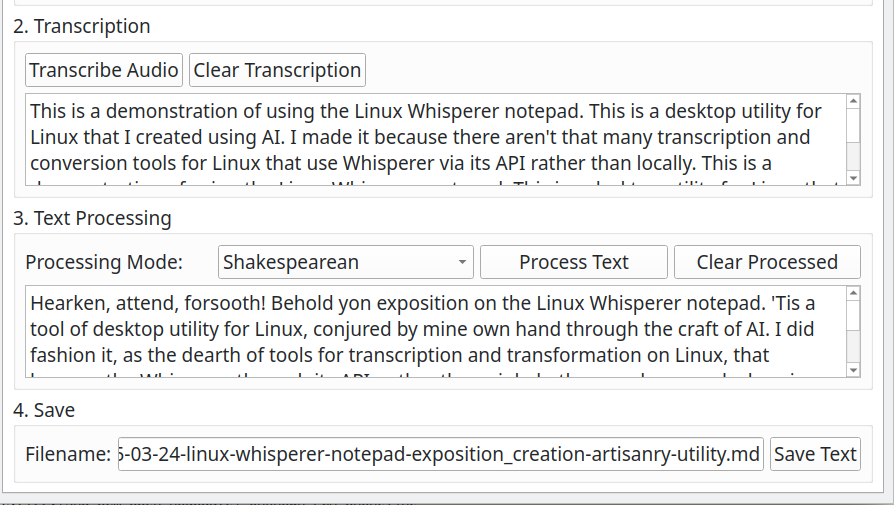 2. Transcription
Transcribe Audio Clear Transcription
This is a demonstration of using the Linux Whisperer notepad. This is a desktop utility for
Linux that I created using AI. I made it because there aren't that many transcription and
conversion tools for Linux that use Whisper via its API rather than locally. This is a
3. Text Processing
Processing Mode: Shakespearean Process Text Clear Processed
Hearken, attend, forsooth! Behold yon exposition on the Linux Whisperer notepad. 'Tis a
tool of desktop utility for Linux, conjured by mine own hand through the craft of AI. I did
fashion it, as the dearth of tools for transcription and transformation on Linux, that
4. Save
Filename: -03-24-linux-whisperer-notepad-exposition_creation-artisanry-utility.md Save Text